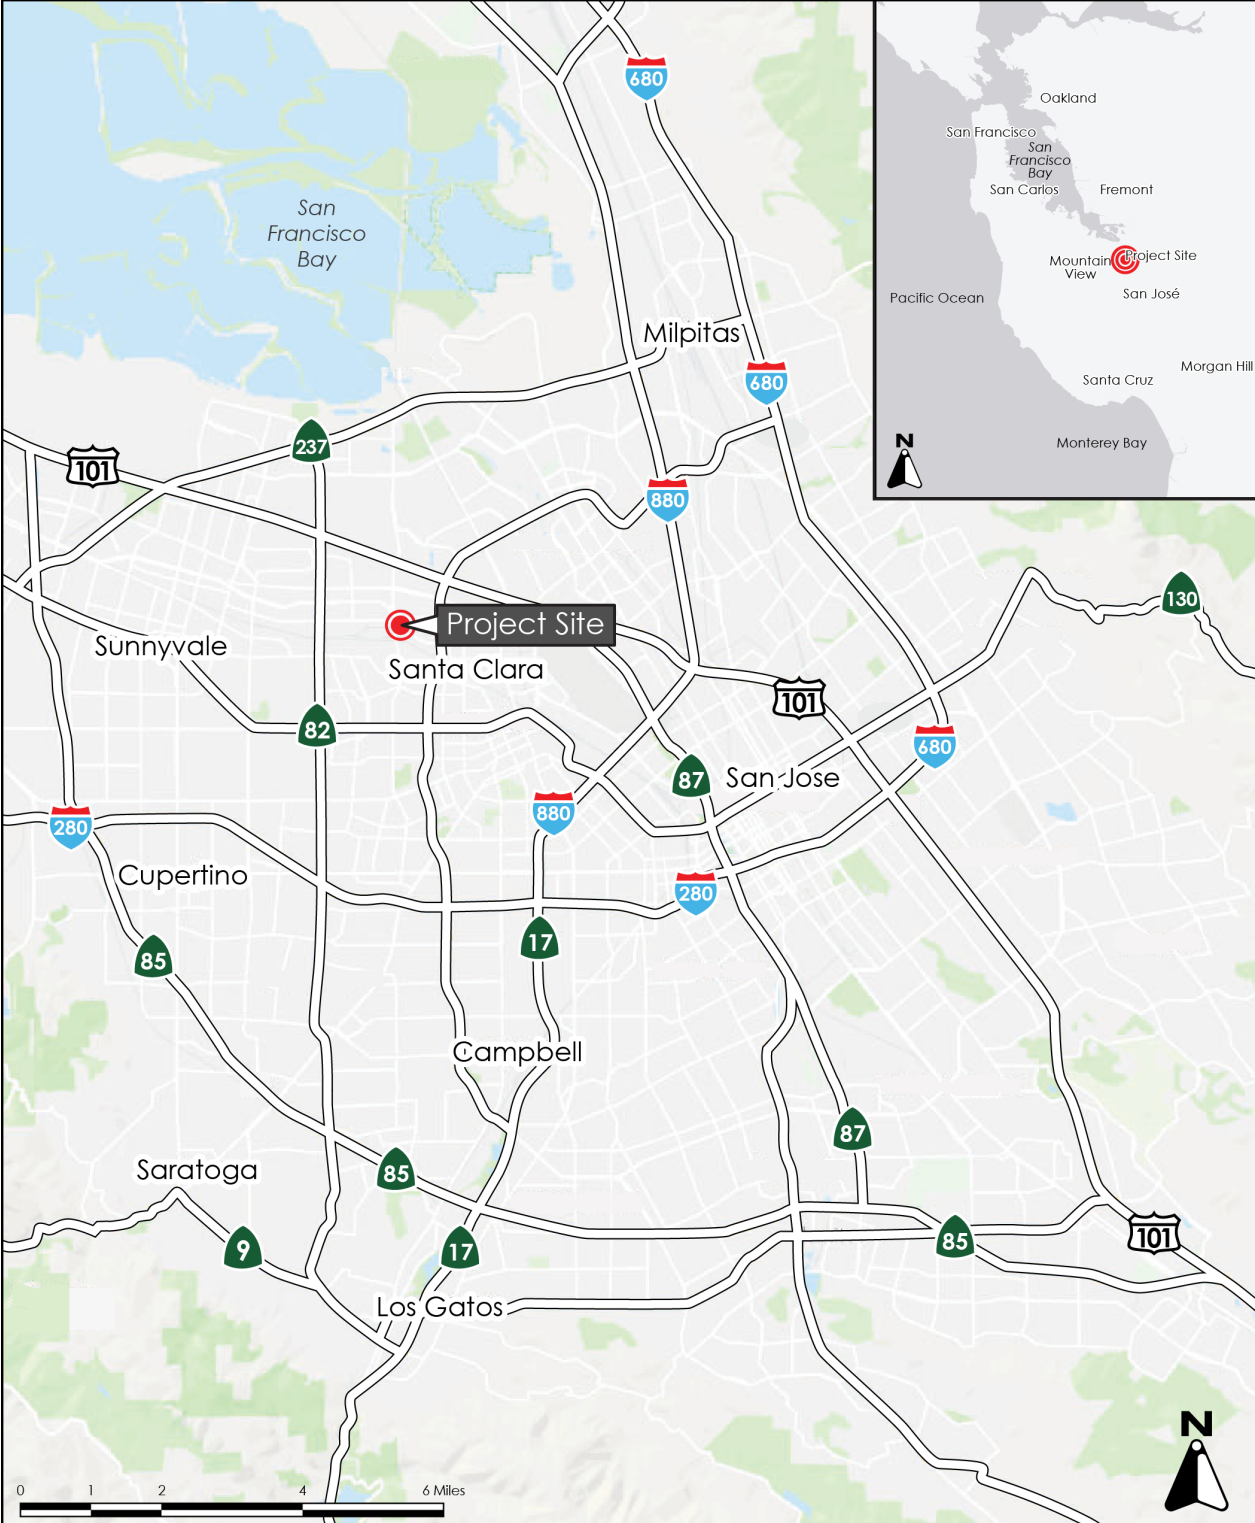 680
San
Francisco
Bay
Milpitas
680
237
101
880
130
Project Site
Sunnyvale
Santa Clara
101
82
680
87
San Jose
880
280
Cupertino
280
17
85
Campbell
87
Saratoga
85
9
17
85
101
Los Gatos
0 1 2 4 6 Miles
N
Oakland
San Francisco
San
Francisco
Bay
San Carlos
Fremont
Mountain
View
Project Site
San José
Pacific Ocean
Morgan Hill
Santa Cruz
Monterey Bay
N